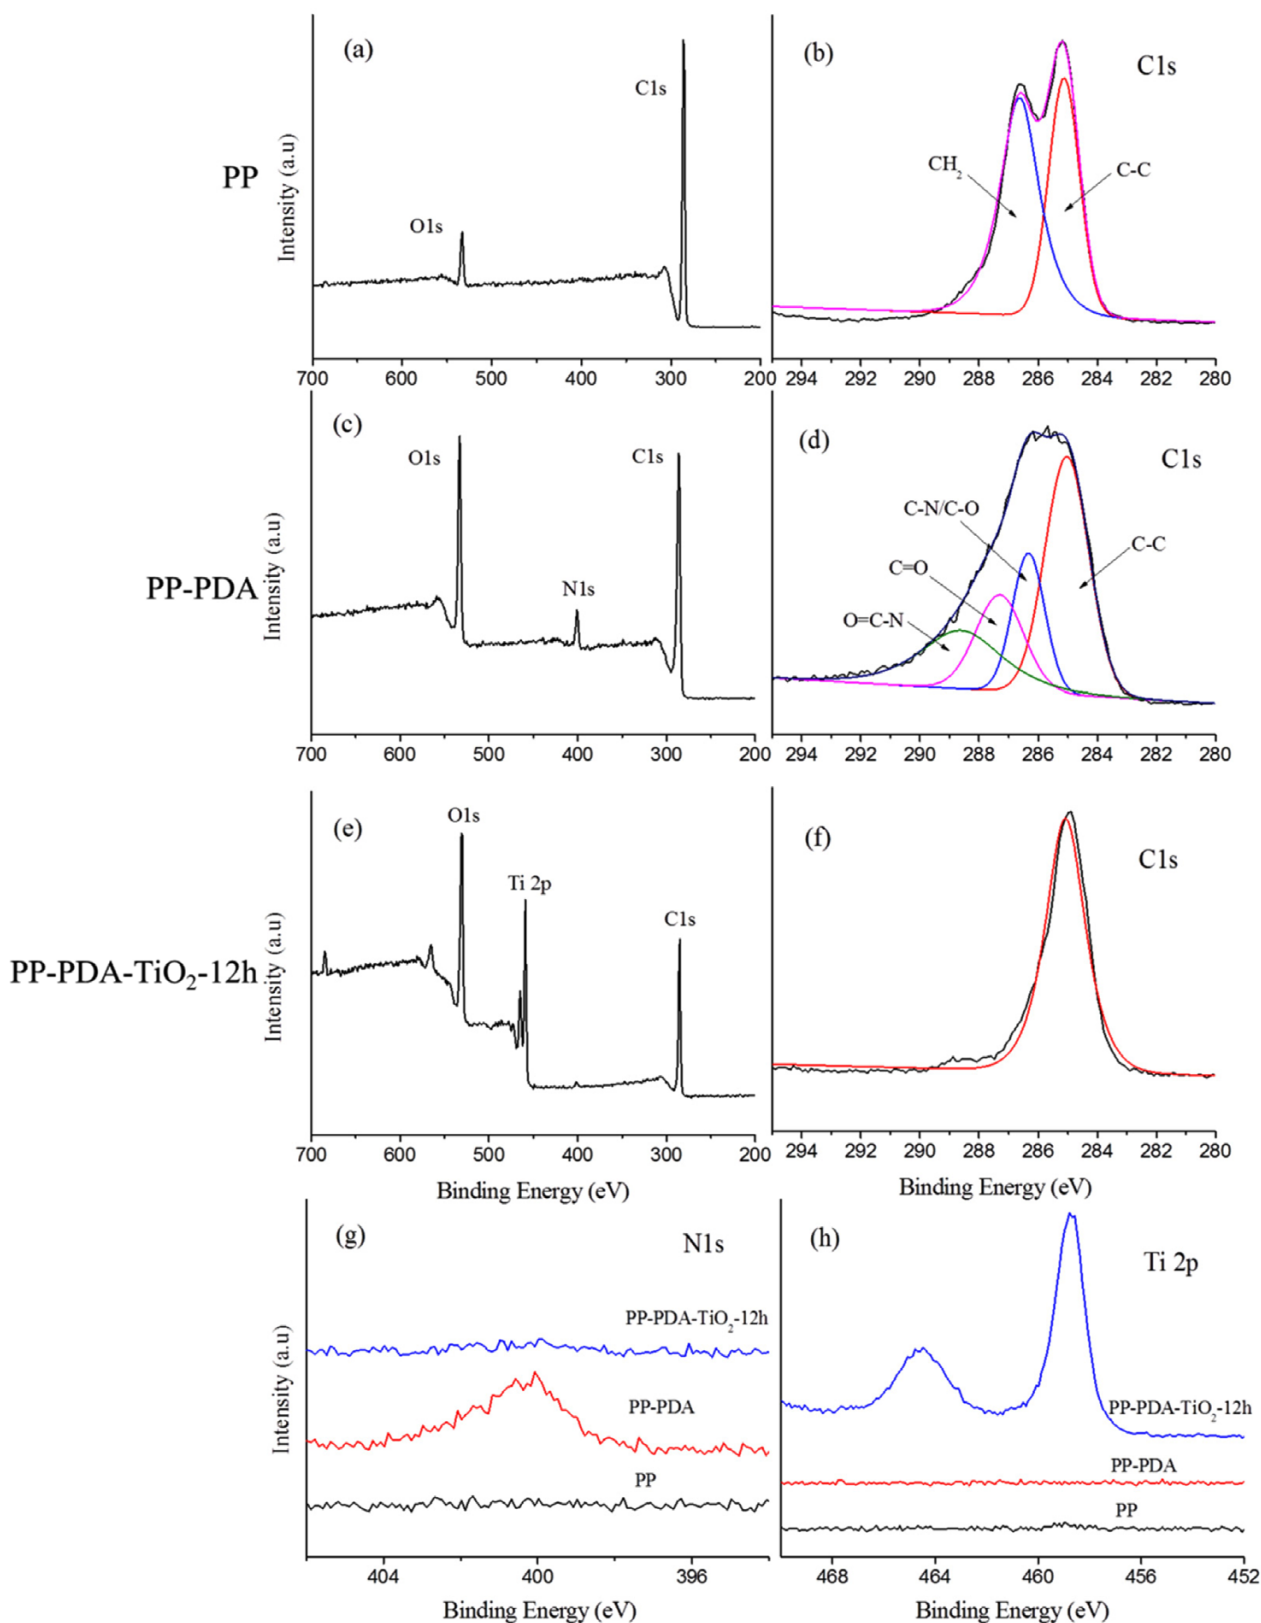 (a)
C1s
O1s
PP
Intensity (a.u)
700 600 500 400 300 200
(b)
C1s
CH₂
C-C
294 292 290 288 286 284 282 280
(c)
O1s
C1s
N1s
PP-PDA
Intensity (a.u)
700 600 500 400 300 200
(d)
C1s
C-N/C-O
C-C
C=O
O=C-N
294 292 290 288 286 284 282 280
(e)
O1s
Ti 2p
C1s
PP-PDA-TiO₂-12h
Intensity (a.u)
700 600 500 400 300 200
Binding Energy (eV)
(f)
C1s
294 292 290 288 286 284 282 280
Binding Energy (eV)
(g)
N1s
PP-PDA-TiO₂-12h
PP-PDA
PP
Intensity (a.u)
404 400 396
Binding Energy (eV)
(h)
Ti 2p
PP-PDA-TiO₂-12h
PP-PDA
PP
468 464 460 456 452
Binding Energy (eV)